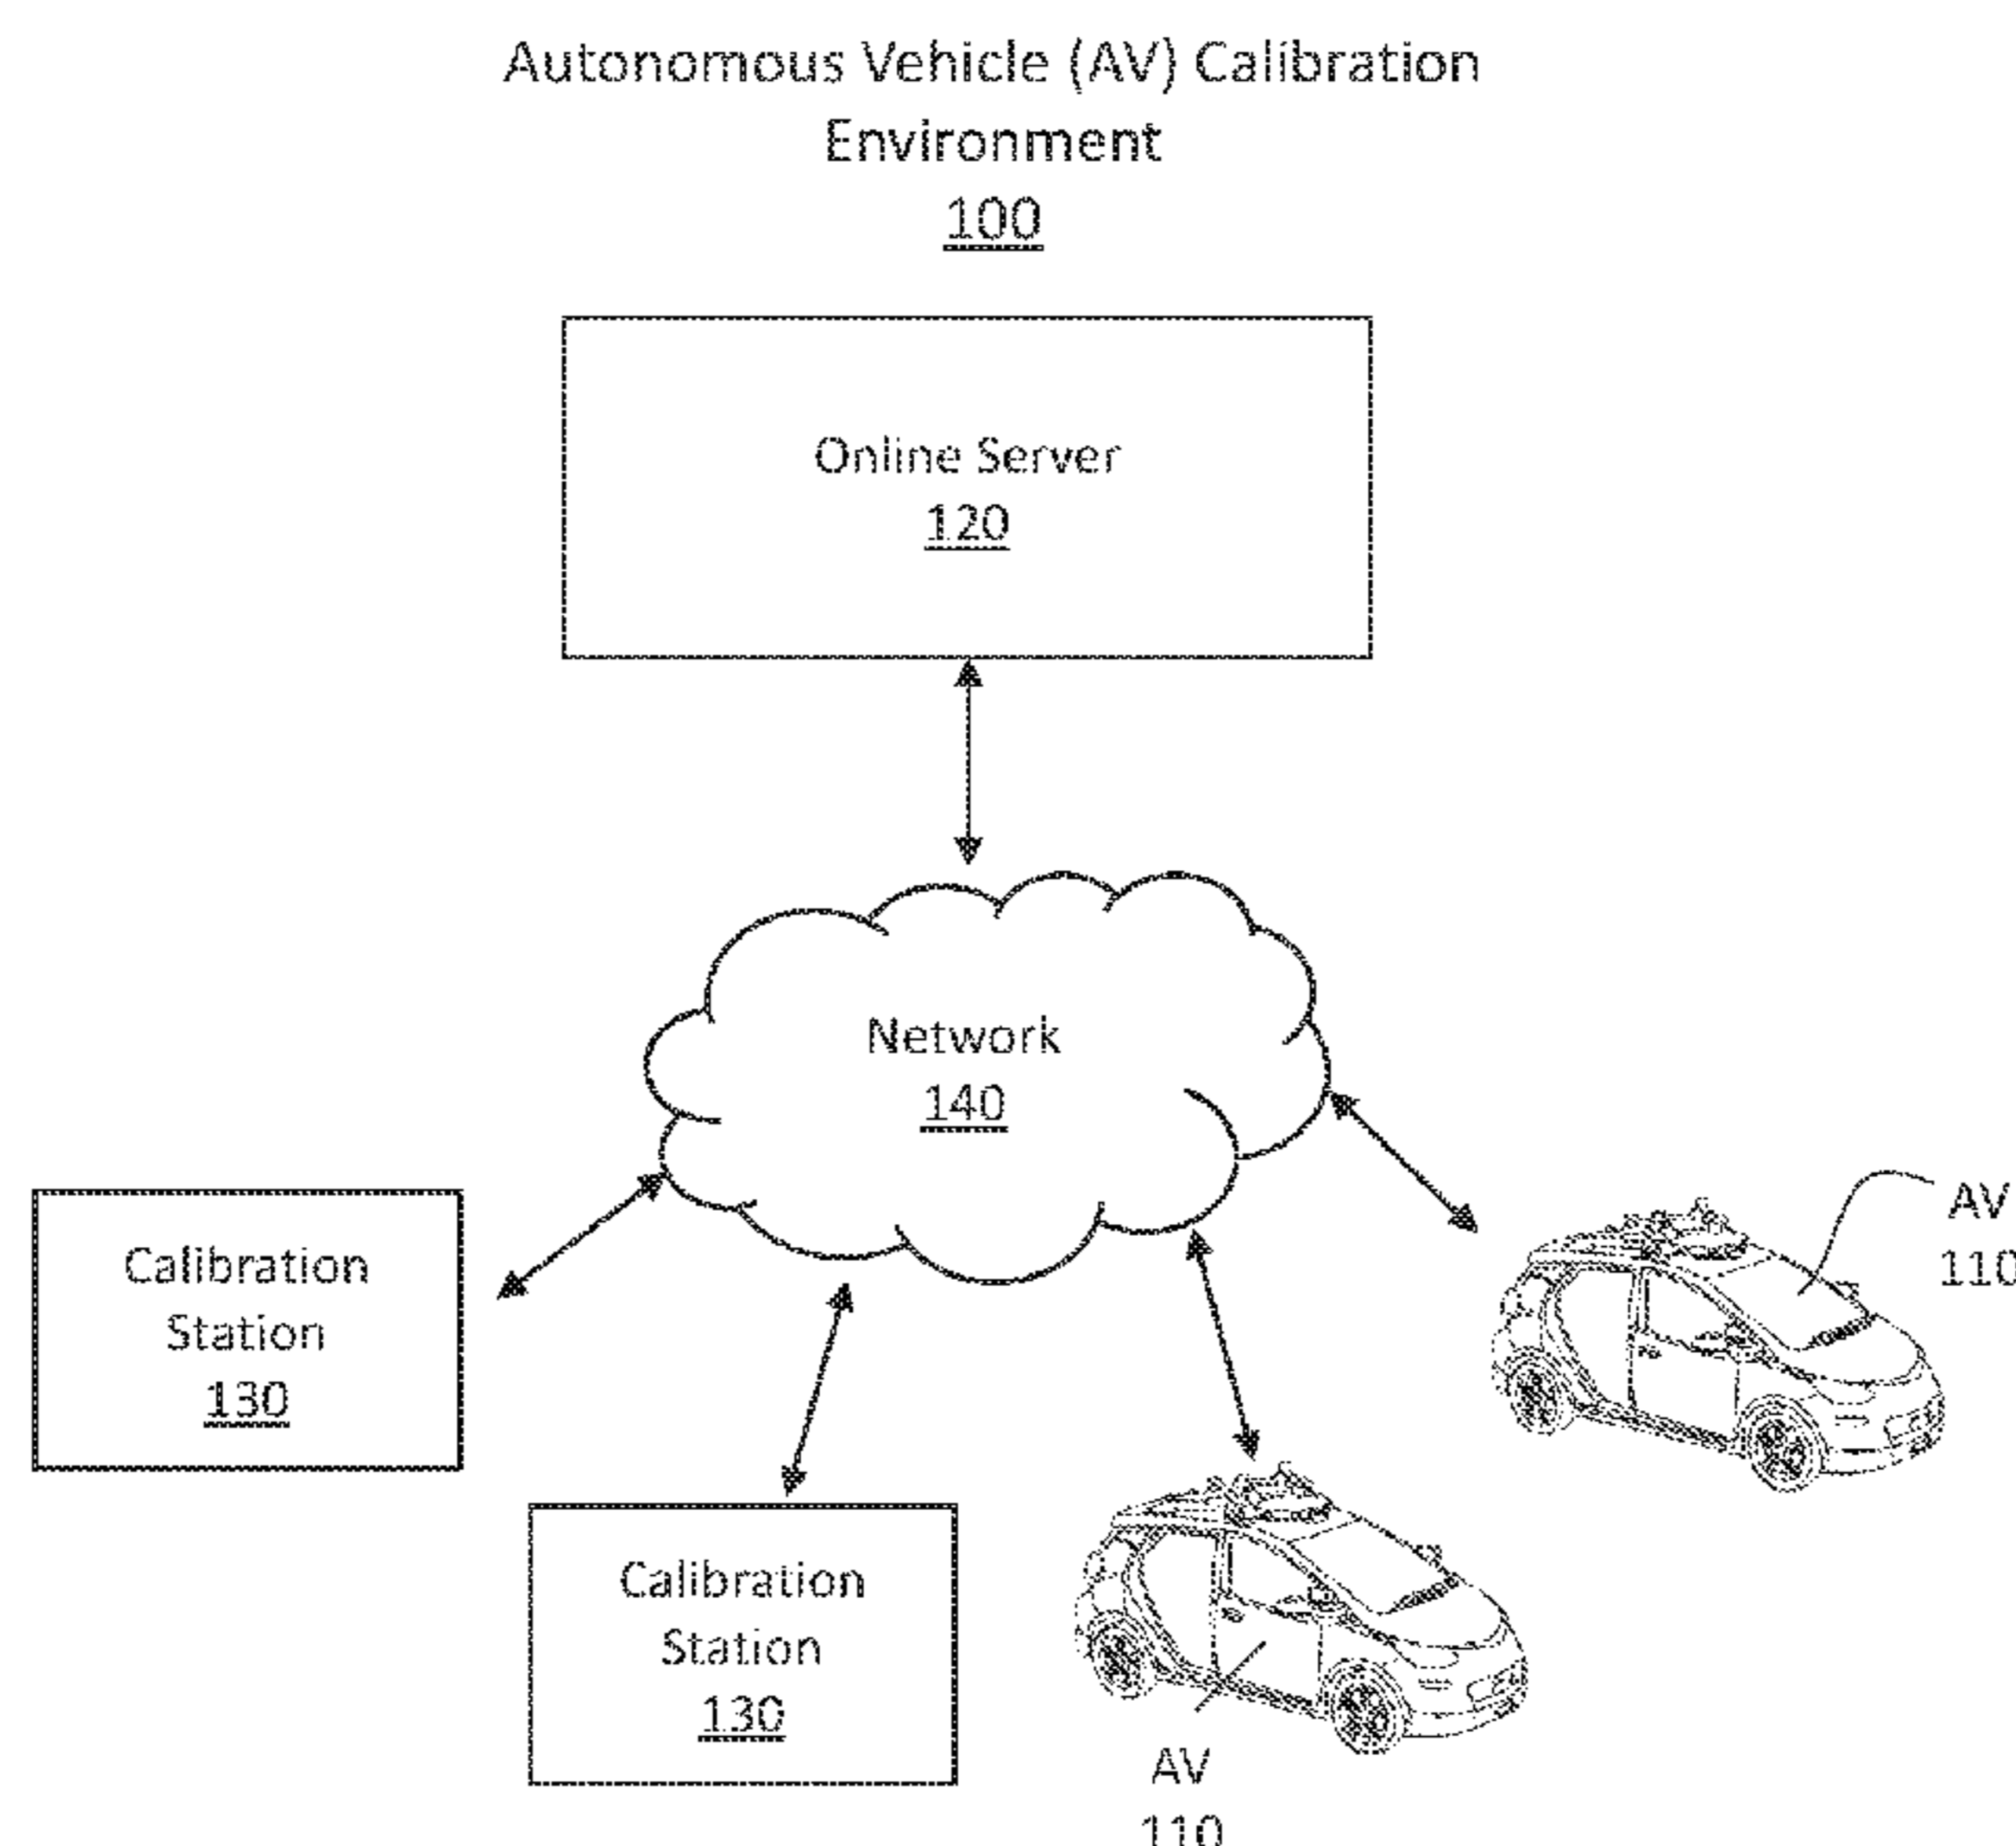 Autonomous Vehicle (AV) Calibration
Environment
100
Online Server
120
Network
140
Calibration
Station
130
AV
110
Calibration
Station
130
AV
110